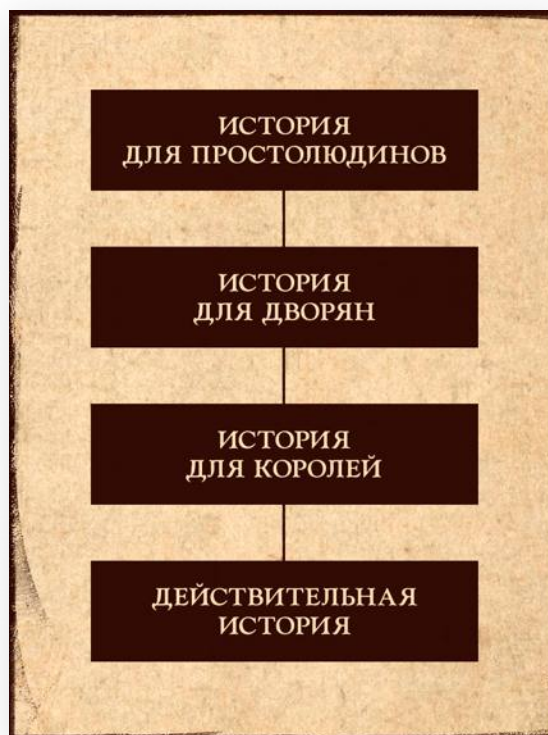 ИСТОРИЯ
ДЛЯ ПРОСТОЛЮДИНОВ
ИСТОРИЯ
ДЛЯ ДВОРЯН
ИСТОРИЯ
ДЛЯ КОРОЛЕЙ
ДЕЙСТВИТЕЛЬНАЯ
ИСТОРИЯ